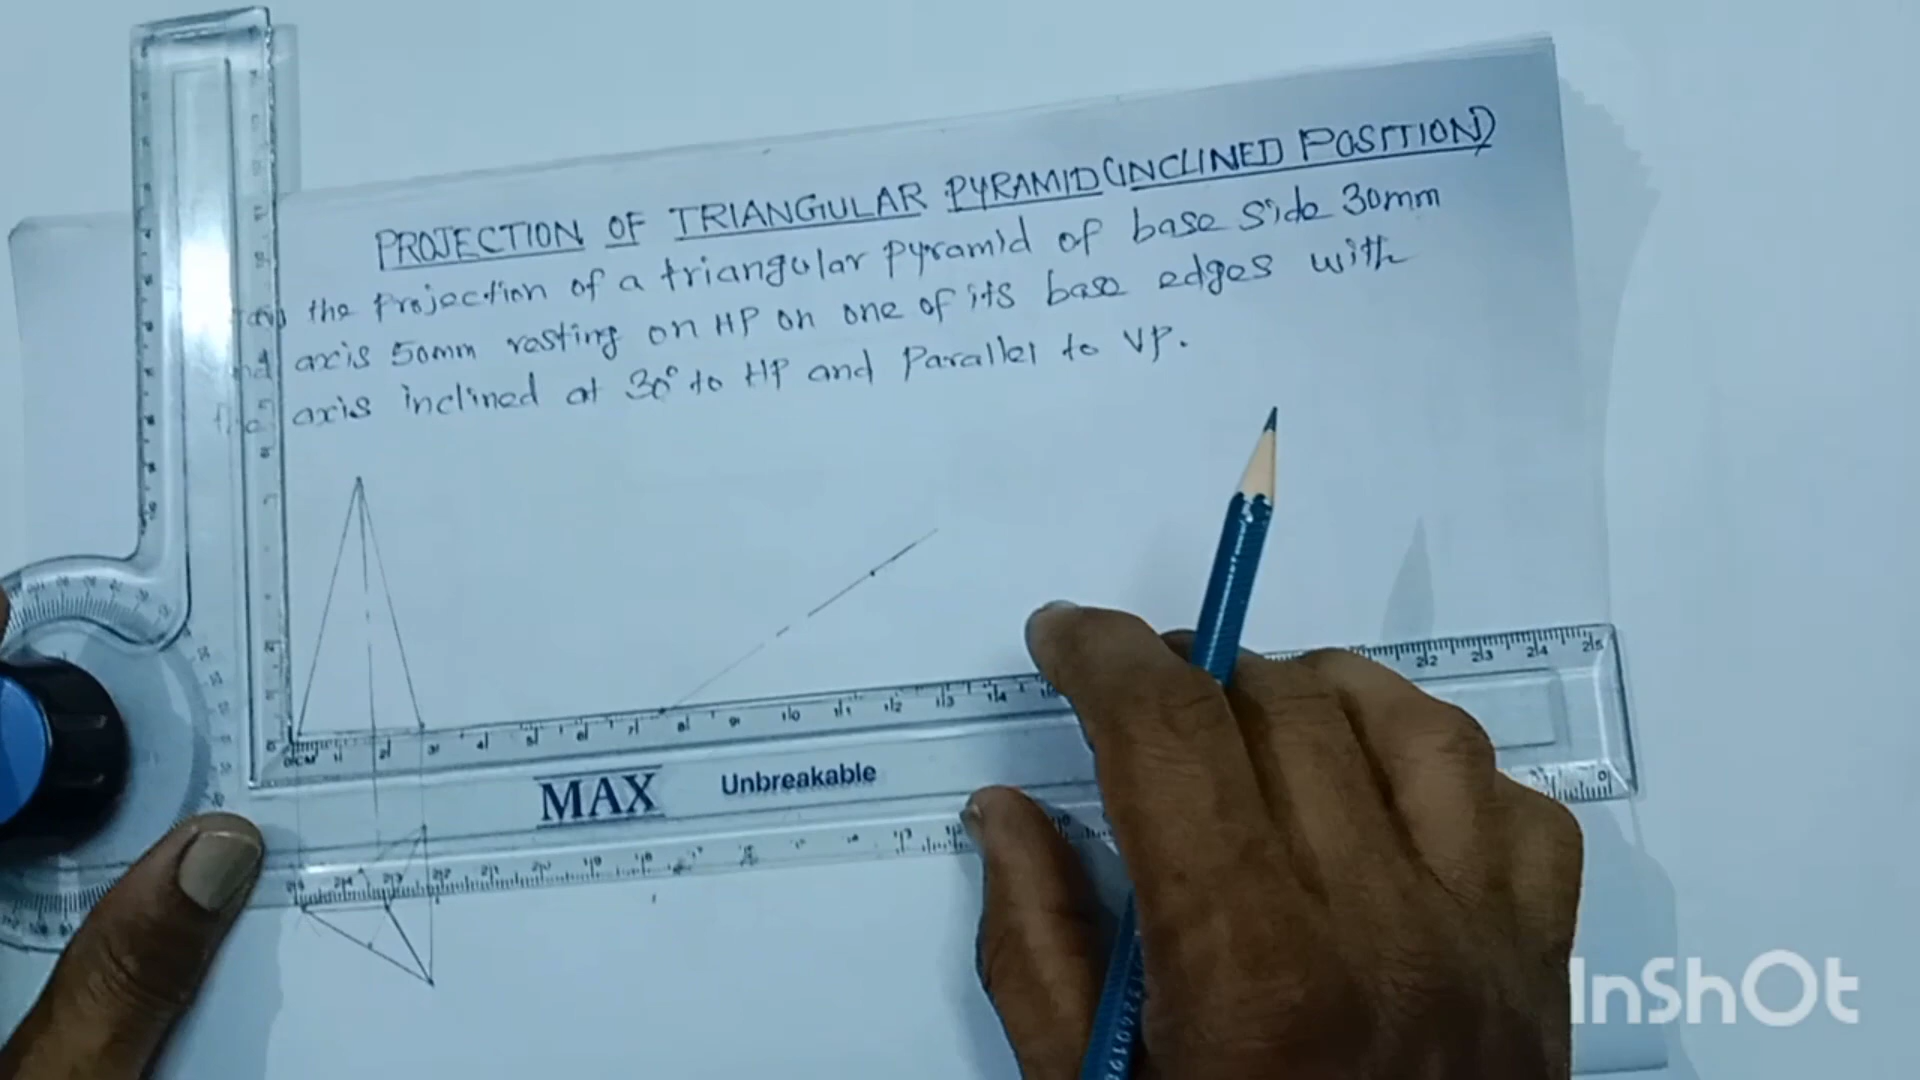 PROJECTION OF TRIANGULAR PYRAMID(INCLINED POSITION)
the projection of a triangular pyramid of base side 30mm
axis 50mm resting on HP on one of its base edges with
axis inclined at 30° to HP and parallel to VP.
MAX Unbreakable
InShOt